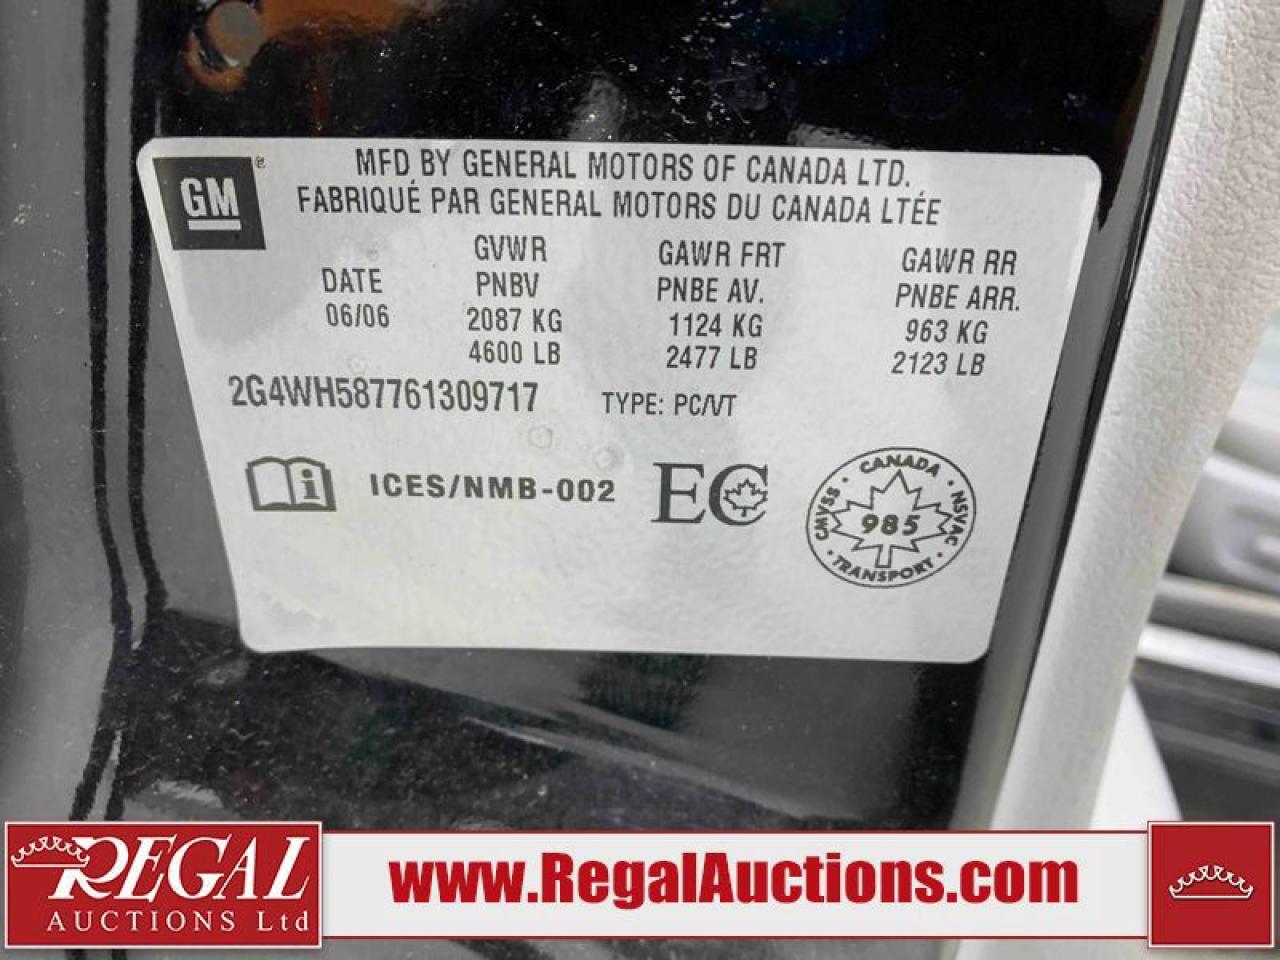 GM ®
MFD BY GENERAL MOTORS OF CANADA LTD.
FABRIQUÉ PAR GENERAL MOTORS DU CANADA LTÉE
GVWR GAWR FRT GAWR RR
DATE PNBV PNBE AV. PNBE ARR.
06/06 2087 KG 1124 KG 963 KG
4600 LB 2477 LB 2123 LB
2G4WH587761309717 TYPE: PC/VT
i ICES/NMB-002 EC
CANADA
CMVSS 985 NSVAC
TRANSPORT
REGAL
AUCTIONS Ltd
www.RegalAuctions.com